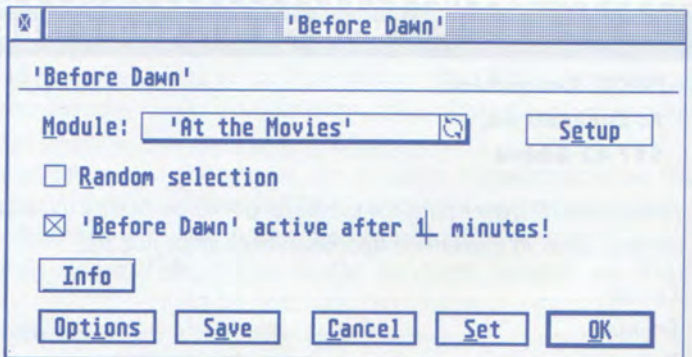 'Before Dawn'
'Before Dawn'
Module: 'At the Movies' Setup
Random selection
'Before Dawn' active after 1 minutes!
Info
Options Save Cancel Set OK